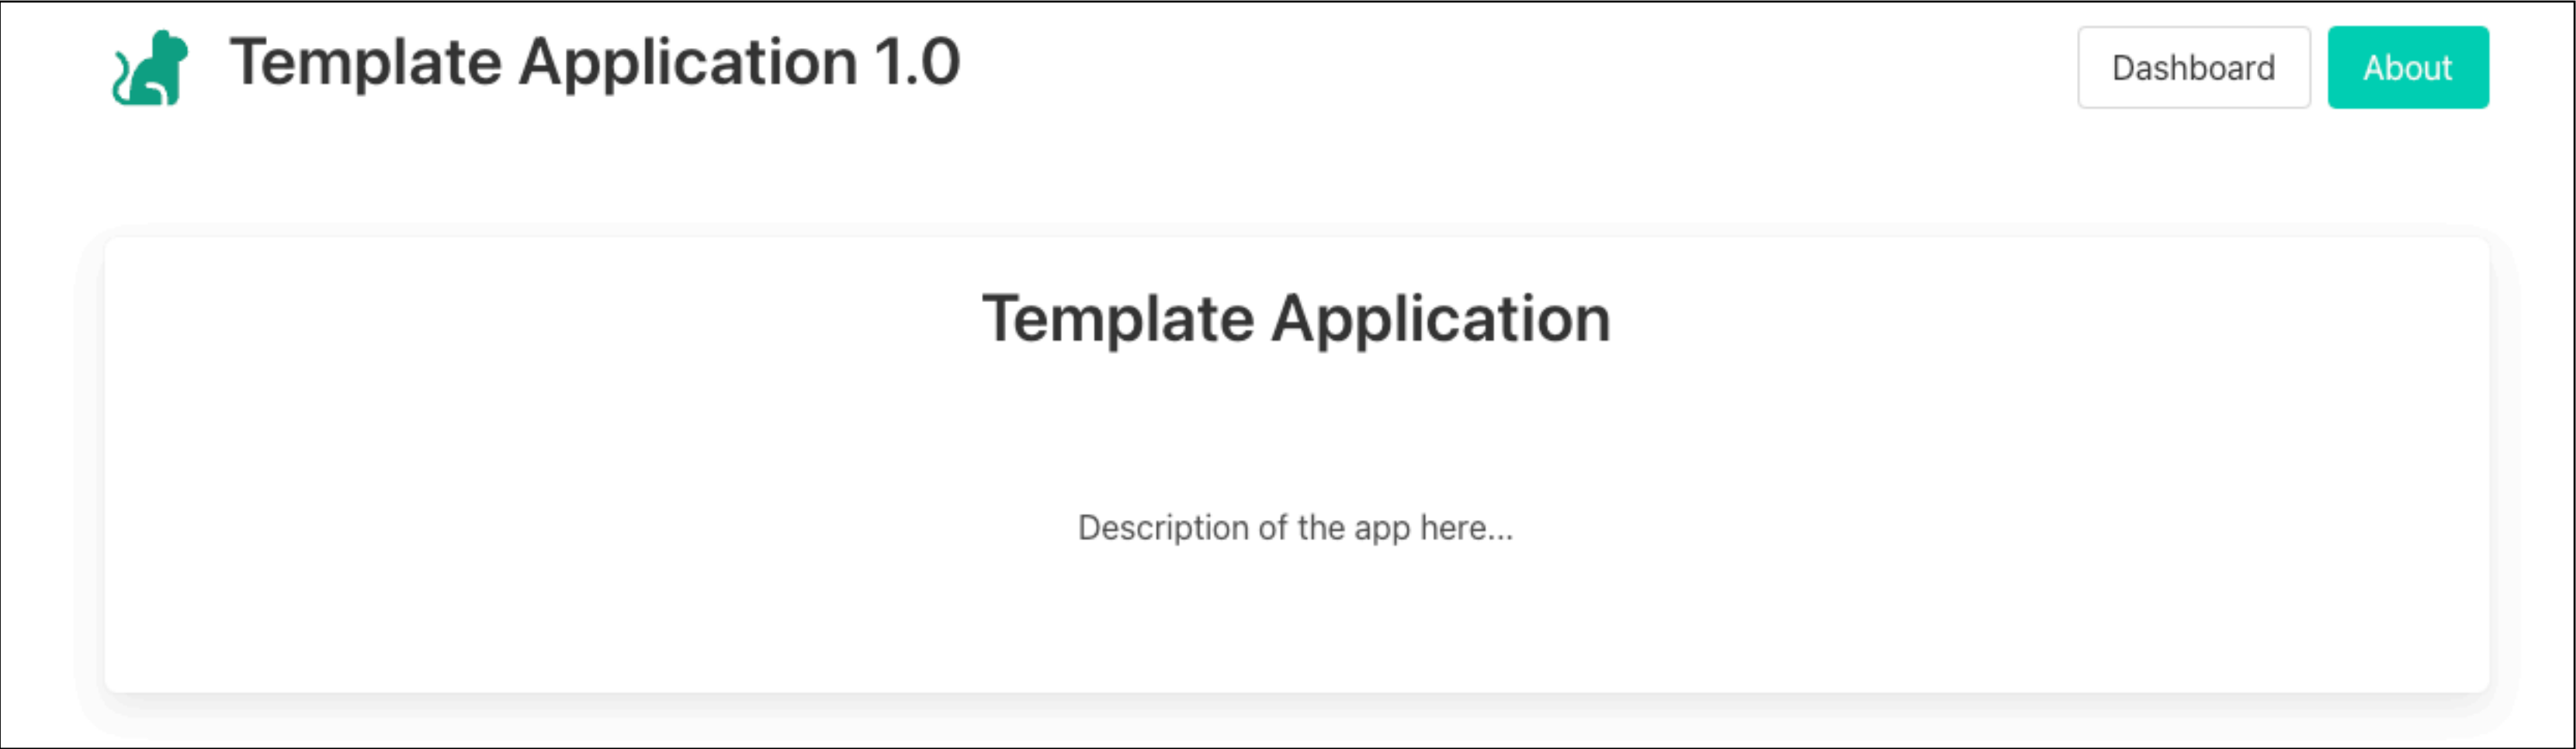 Template Application 1.0
Dashboard
About
Template Application
Description of the app here...